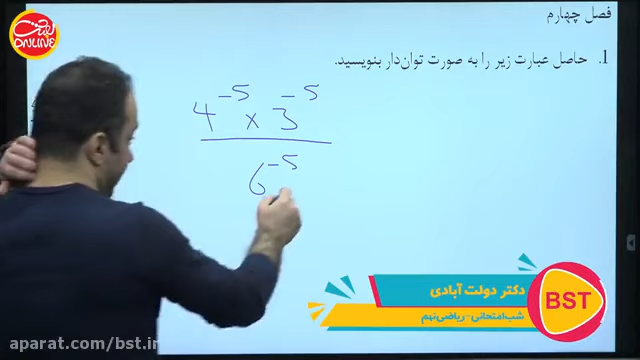 فصل چهارم
1. حاصل عبارت زیر را به صورت توان‌دار بنویسید.
4⁻⁵ × 3⁻⁵
6⁻⁵
ONLINE
دکتر دولت آبادی
شب امتحانی - ریاضی نهم
BST
aparat.com/bst.in